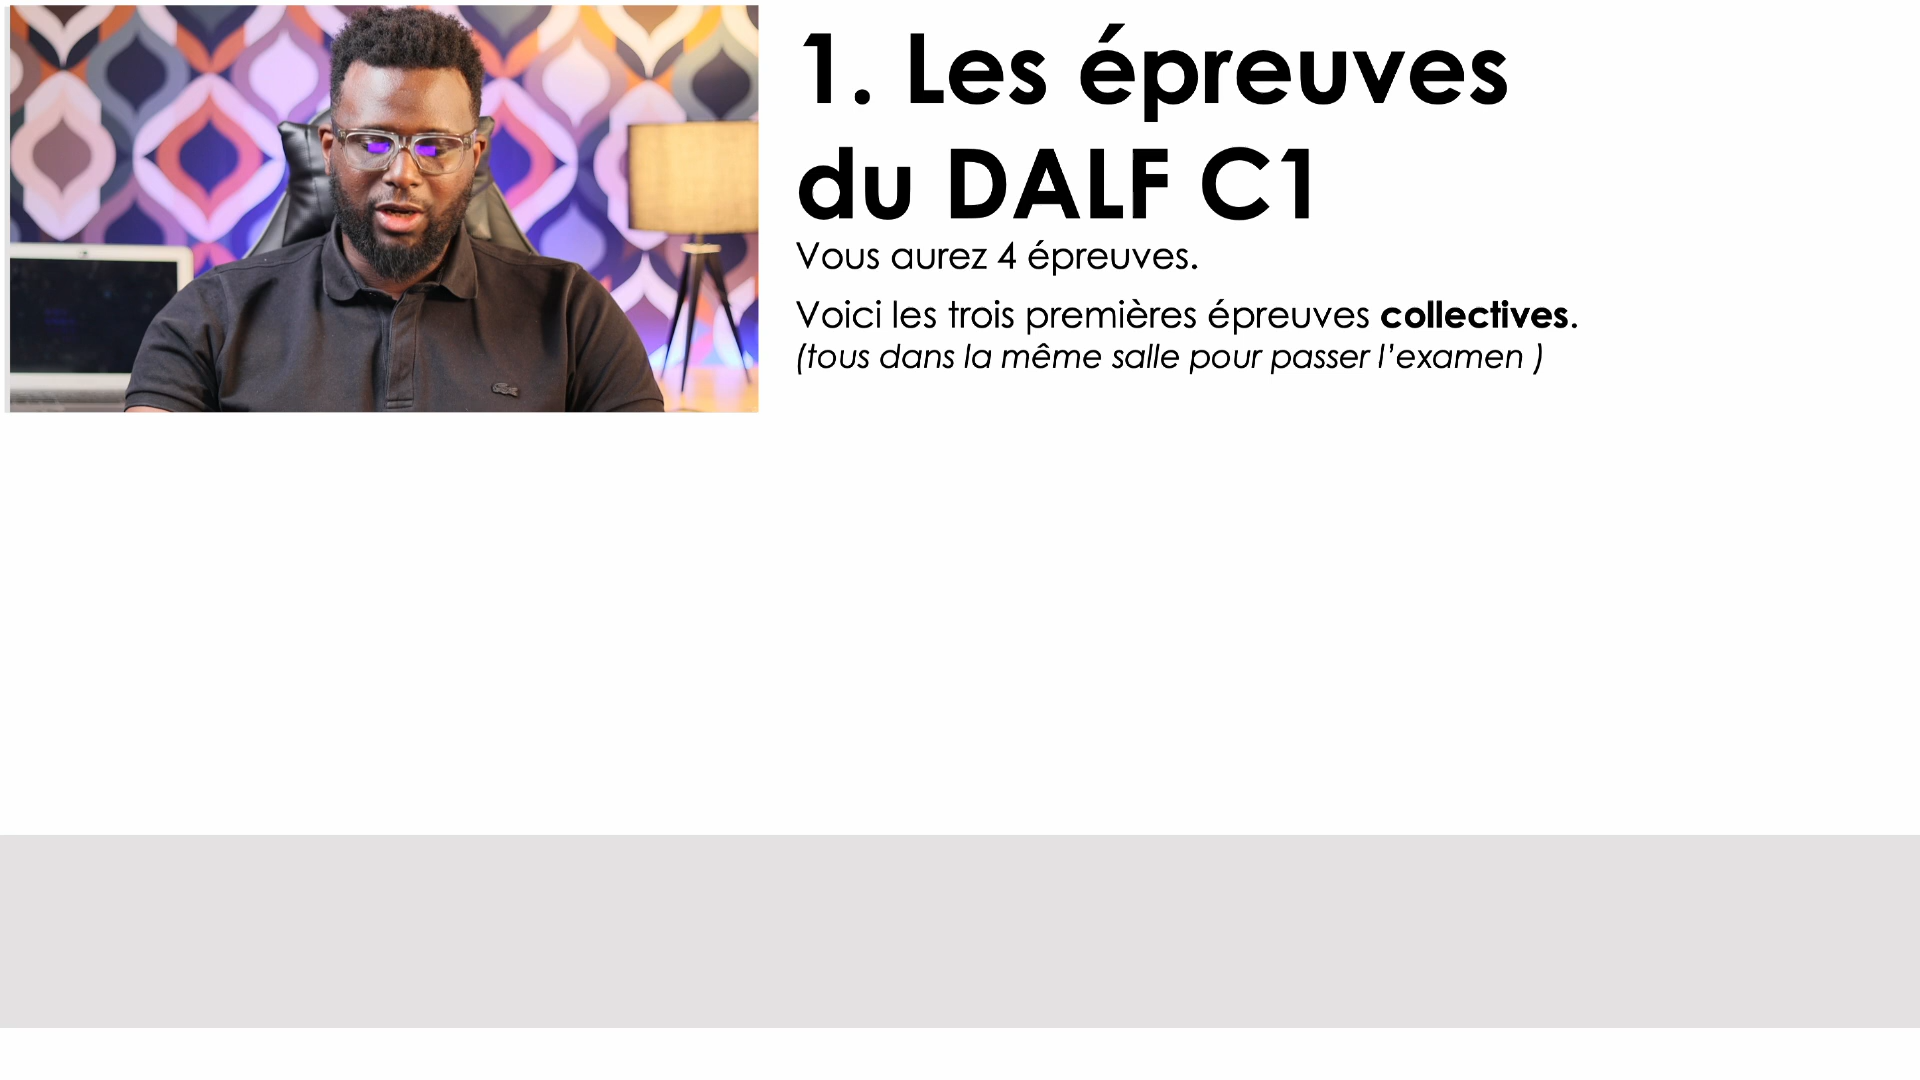 1. Les épreuves
du DALF C1
Vous aurez 4 épreuves.
Voici les trois premières épreuves collectives.
(tous dans la même salle pour passer l’examen )